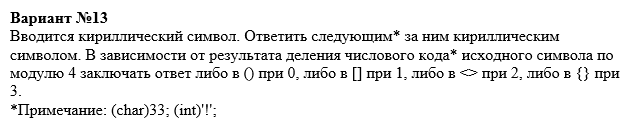 Вариант №13
Вводится кириллический символ. Ответить следующим* за ним кириллическим
символом. В зависимости от результата деления числового кода* исходного символа по
модулю 4 заключать ответ либо в () при 0, либо в [] при 1, либо в <> при 2, либо в {} при
3.
*Примечание: (char)33; (int)'!';